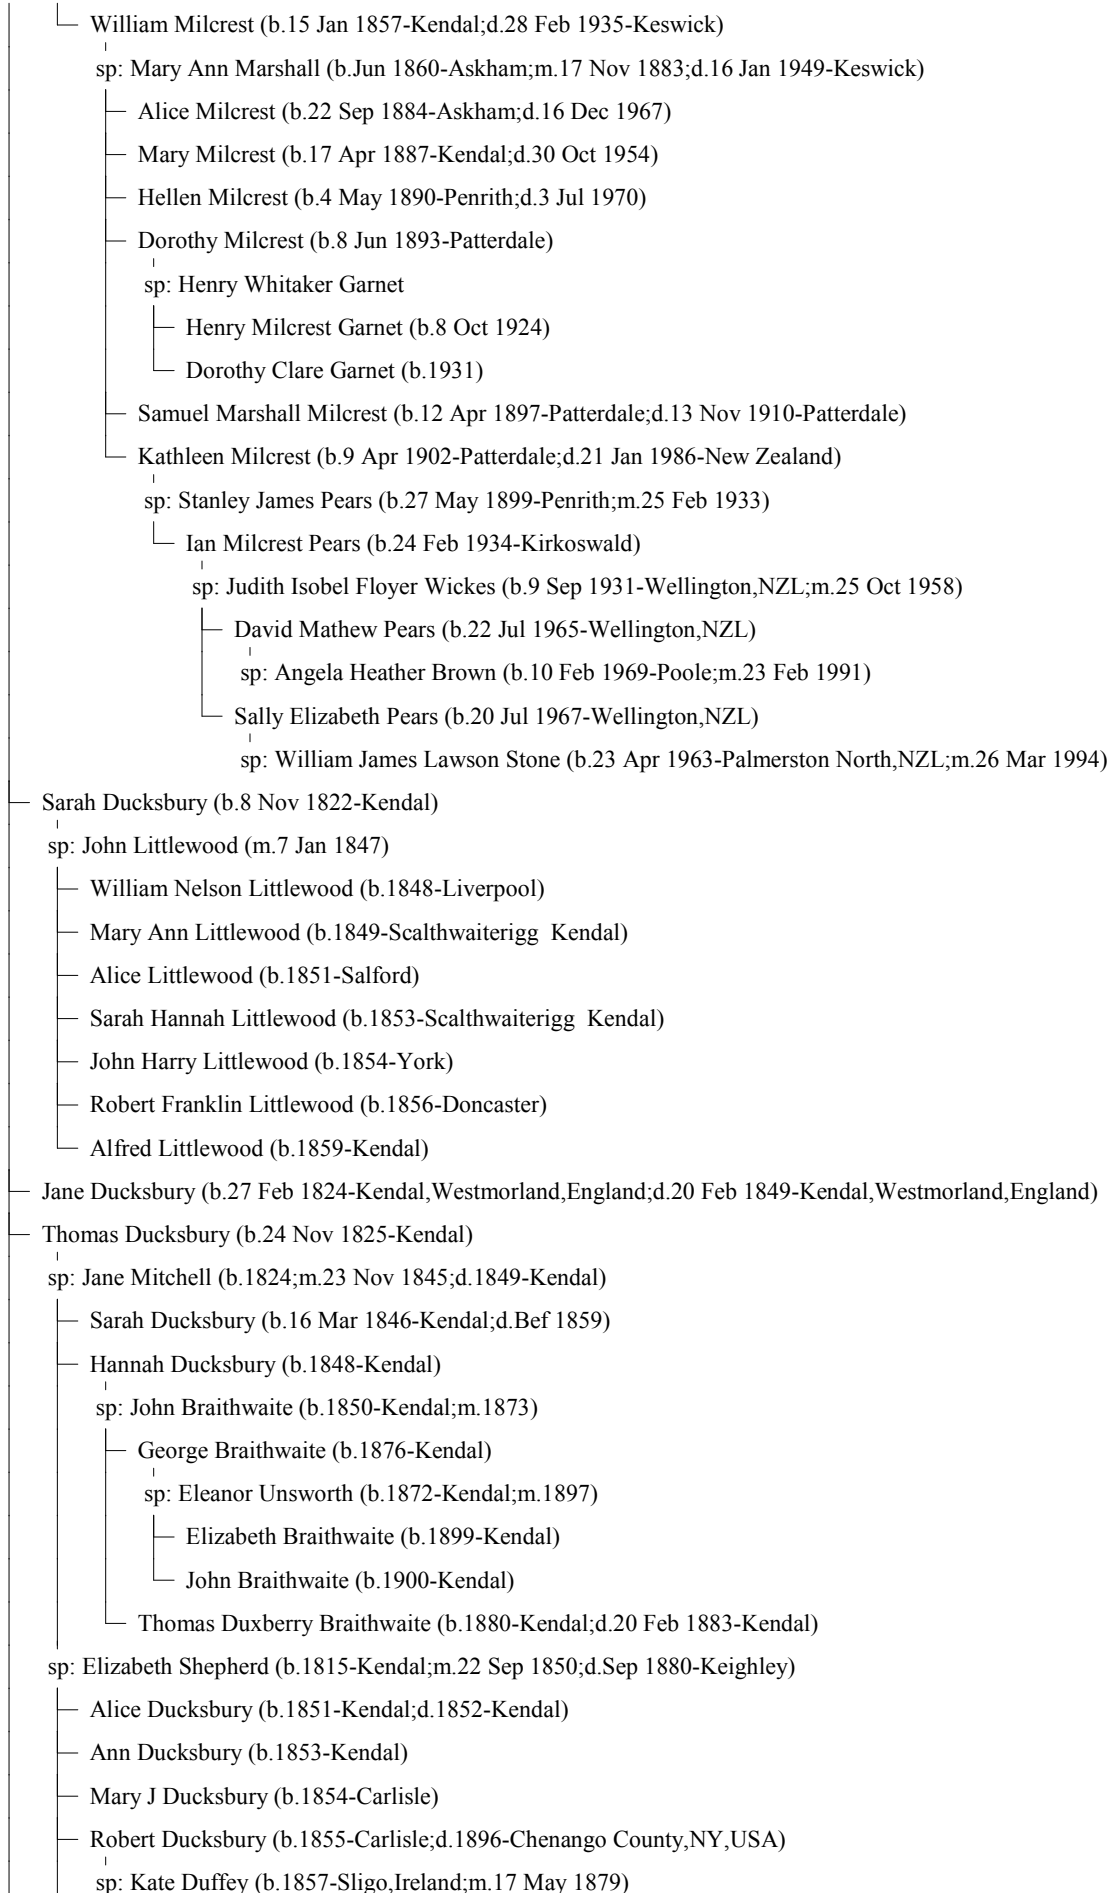 William Milcrest (b.15 Jan 1857-Kendal;d.28 Feb 1935-Keswick)
sp: Mary Ann Marshall (b.Jun 1860-Askham;m.17 Nov 1883;d.16 Jan 1949-Keswick)
Alice Milcrest (b.22 Sep 1884-Askham;d.16 Dec 1967)
Mary Milcrest (b.17 Apr 1887-Kendal;d.30 Oct 1954)
Hellen Milcrest (b.4 May 1890-Penrith;d.3 Jul 1970)
Dorothy Milcrest (b.8 Jun 1893-Patterdale)
sp: Henry Whitaker Garnet
Henry Milcrest Garnet (b.8 Oct 1924)
Dorothy Clare Garnet (b.1931)
Samuel Marshall Milcrest (b.12 Apr 1897-Patterdale;d.13 Nov 1910-Patterdale)
Kathleen Milcrest (b.9 Apr 1902-Patterdale;d.21 Jan 1986-New Zealand)
sp: Stanley James Pears (b.27 May 1899-Penrith;m.25 Feb 1933)
Ian Milcrest Pears (b.24 Feb 1934-Kirkoswald)
sp: Judith Isobel Floyer Wickes (b.9 Sep 1931-Wellington,NZL;m.25 Oct 1958)
David Mathew Pears (b.22 Jul 1965-Wellington,NZL)
sp: Angela Heather Brown (b.10 Feb 1969-Poole;m.23 Feb 1991)
Sally Elizabeth Pears (b.20 Jul 1967-Wellington,NZL)
sp: William James Lawson Stone (b.23 Apr 1963-Palmerston North,NZL;m.26 Mar 1994)
Sarah Ducksbury (b.8 Nov 1822-Kendal)
sp: John Littlewood (m.7 Jan 1847)
William Nelson Littlewood (b.1848-Liverpool)
Mary Ann Littlewood (b.1849-Scalthwaiterigg  Kendal)
Alice Littlewood (b.1851-Salford)
Sarah Hannah Littlewood (b.1853-Scalthwaiterigg  Kendal)
John Harry Littlewood (b.1854-York)
Robert Franklin Littlewood (b.1856-Doncaster)
Alfred Littlewood (b.1859-Kendal)
Jane Ducksbury (b.27 Feb 1824-Kendal,Westmorland,England;d.20 Feb 1849-Kendal,Westmorland,England)
Thomas Ducksbury (b.24 Nov 1825-Kendal)
sp: Jane Mitchell (b.1824;m.23 Nov 1845;d.1849-Kendal)
Sarah Ducksbury (b.16 Mar 1846-Kendal;d.Bef 1859)
Hannah Ducksbury (b.1848-Kendal)
sp: John Braithwaite (b.1850-Kendal;m.1873)
George Braithwaite (b.1876-Kendal)
sp: Eleanor Unsworth (b.1872-Kendal;m.1897)
Elizabeth Braithwaite (b.1899-Kendal)
John Braithwaite (b.1900-Kendal)
Thomas Duxberry Braithwaite (b.1880-Kendal;d.20 Feb 1883-Kendal)
sp: Elizabeth Shepherd (b.1815-Kendal;m.22 Sep 1850;d.Sep 1880-Keighley)
Alice Ducksbury (b.1851-Kendal;d.1852-Kendal)
Ann Ducksbury (b.1853-Kendal)
Mary J Ducksbury (b.1854-Carlisle)
Robert Ducksbury (b.1855-Carlisle;d.1896-Chenango County,NY,USA)
sp: Kate Duffey (b.1857-Sligo,Ireland;m.17 May 1879)